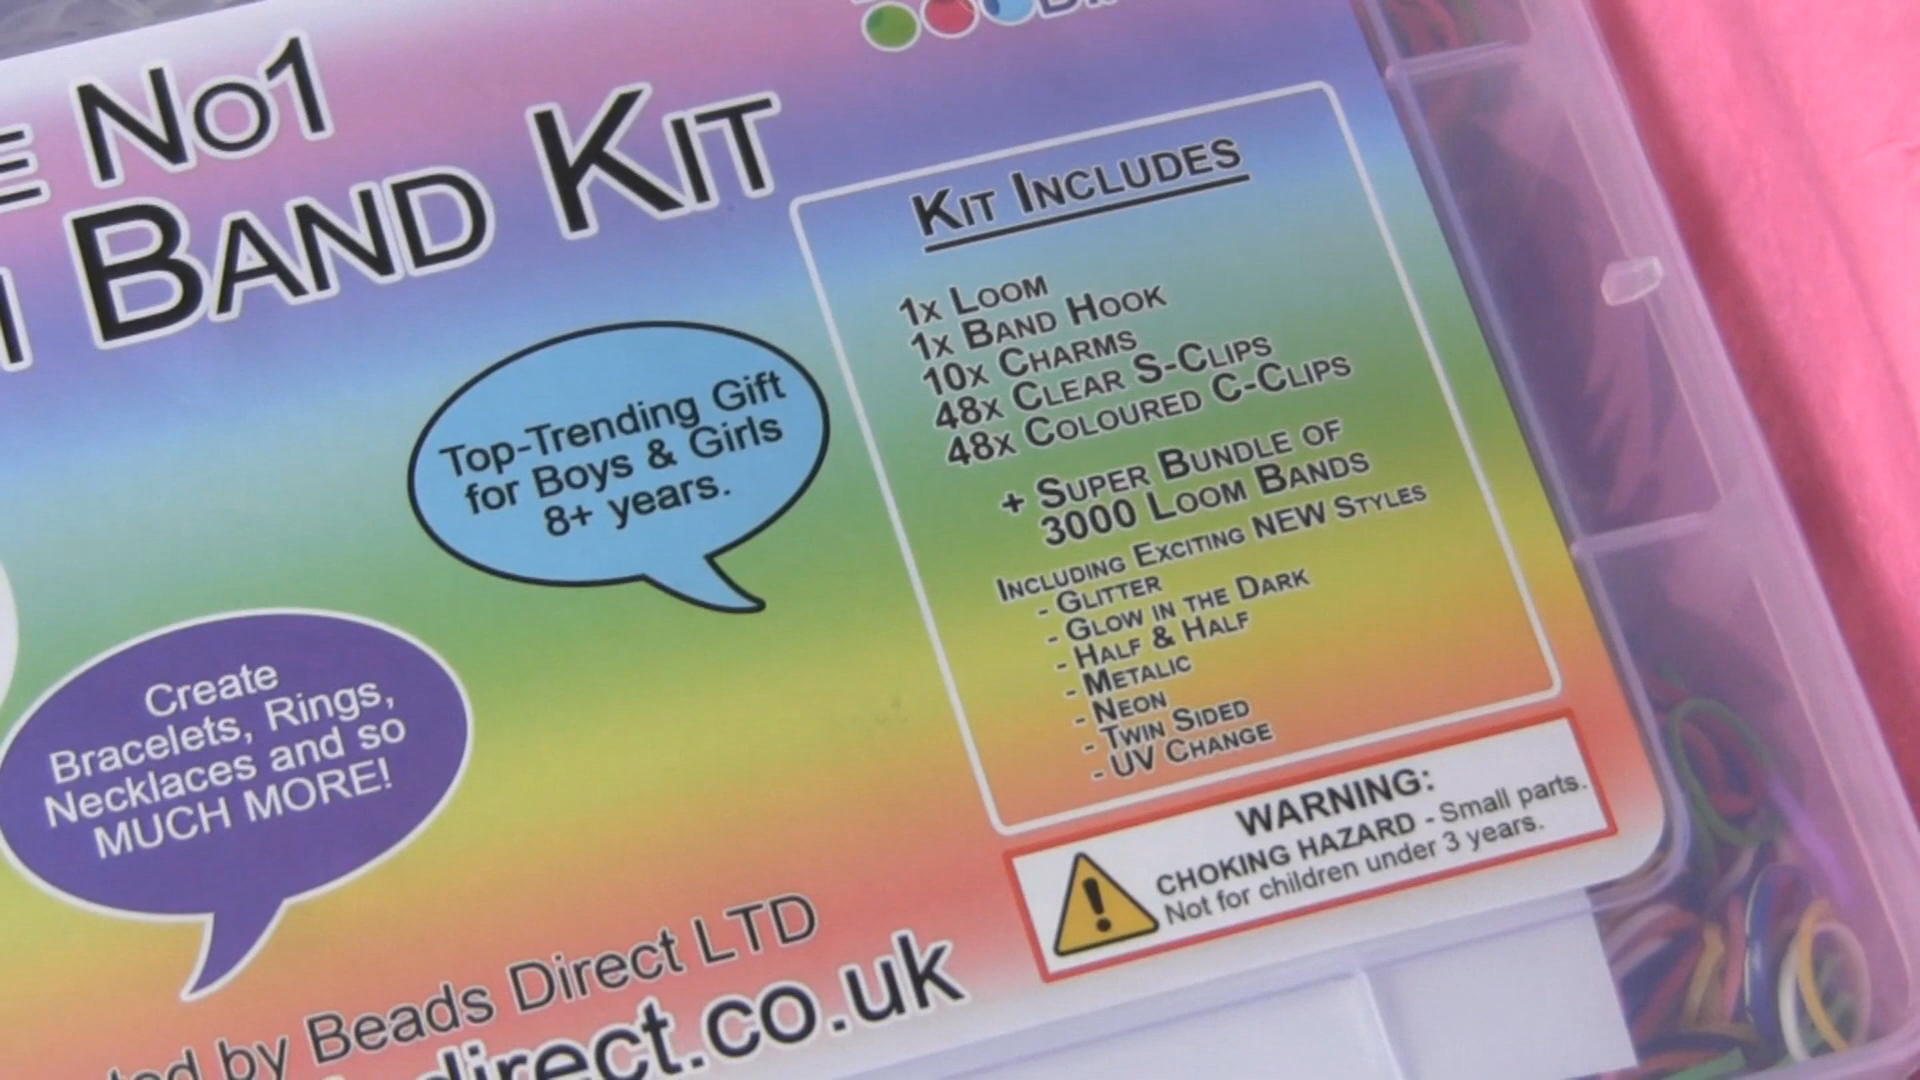 No1
BAND KIT
KIT INCLUDES
1x LOOM
1x BAND HOOK
10x CHARMS
48x CLEAR S-CLIPS
48x COLOURED C-CLIPS
+ SUPER BUNDLE OF
3000 LOOM BANDS
INCLUDING EXCITING NEW STYLES
- GLITTER
- GLOW IN THE DARK
- HALF & HALF
- METALIC
- NEON
- TWIN SIDED
- UV CHANGE
Top-Trending Gift
for Boys & Girls
8+ years.
Create
Bracelets, Rings,
Necklaces and so
MUCH MORE!
WARNING:
CHOKING HAZARD - Small parts.
Not for children under 3 years.
by Beads Direct LTD
direct.co.uk